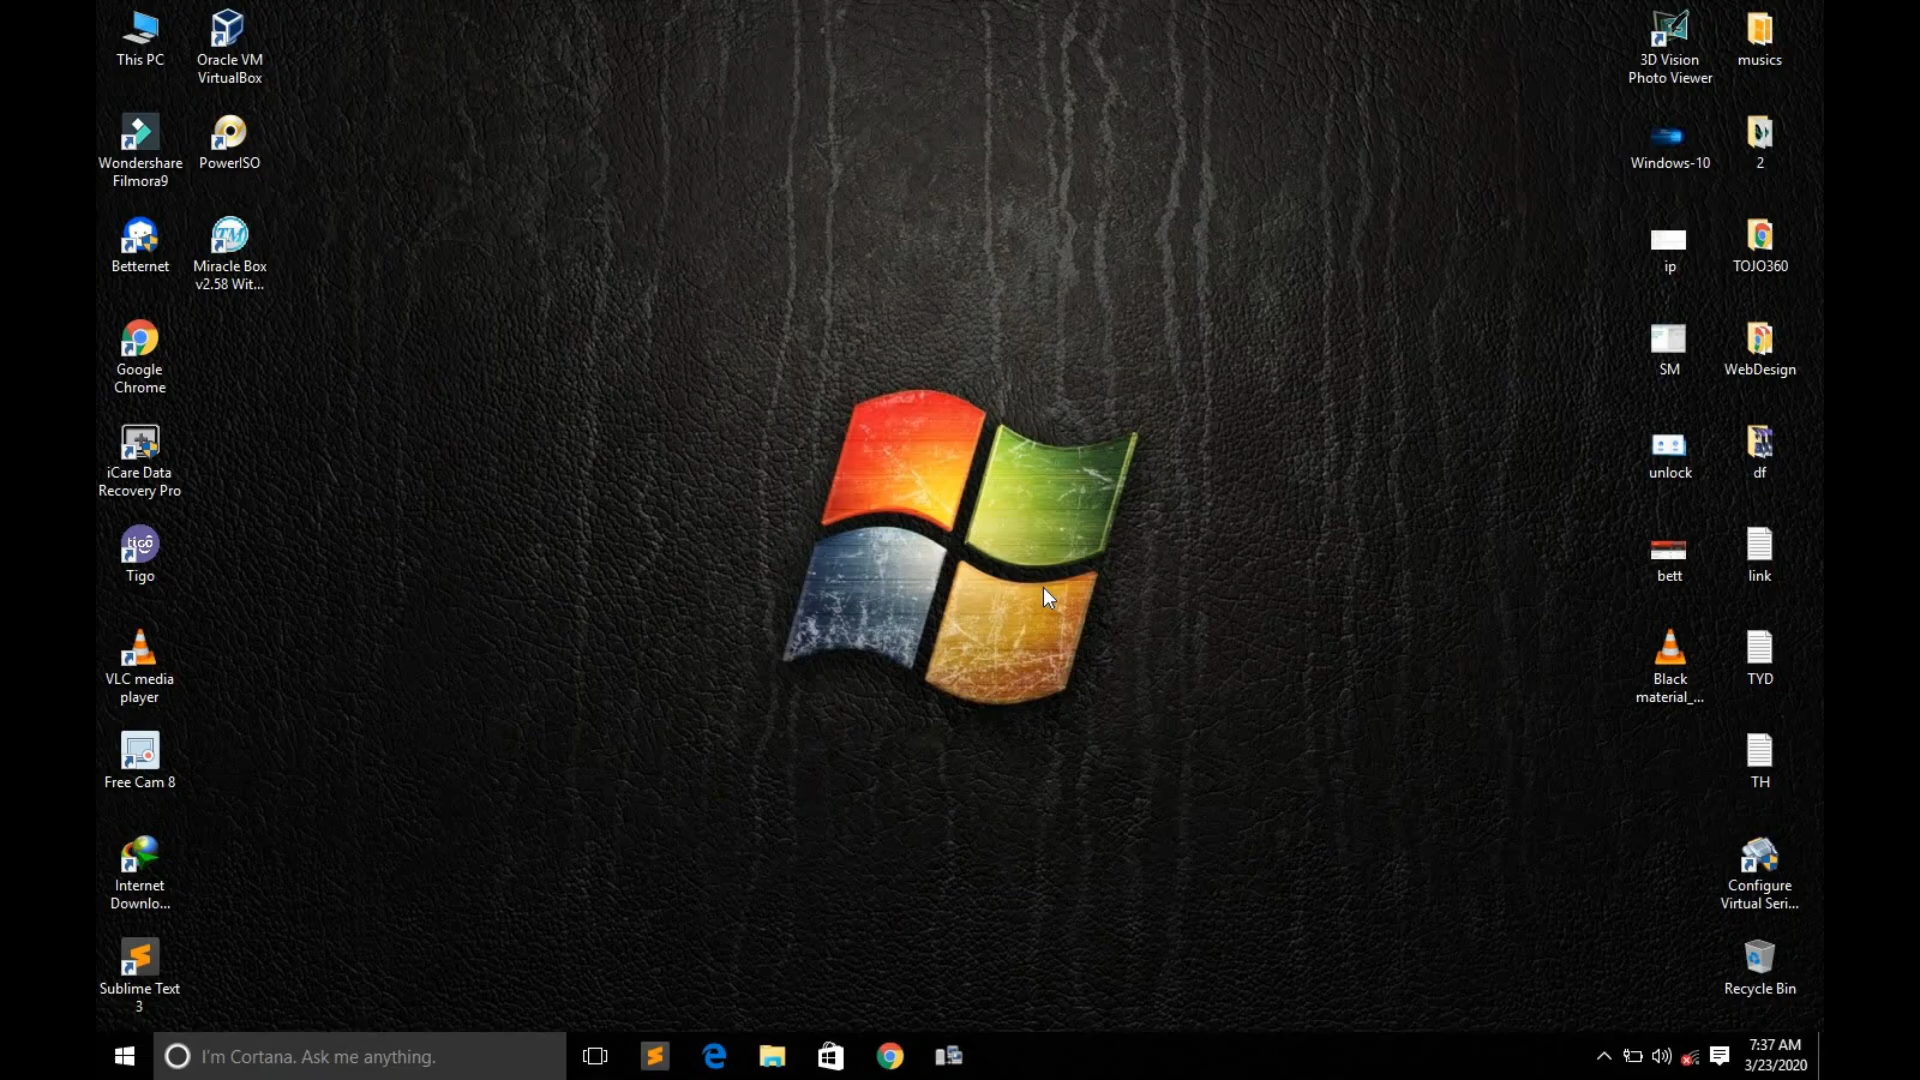 This PC
Oracle VM
VirtualBox
Wondershare
Filmora9
PowerISO
Betternet
TM
Miracle Box
v2.58 Wit...
Google
Chrome
iCare Data
Recovery Pro
tigo
Tigo
VLC media
player
Free Cam 8
Internet
Downlo...
Sublime Text
3
3D Vision
Photo Viewer
musics
Windows-10
2
ip
TOJO360
SM
WebDesign
unlock
df
bett
link
Black
material_...
TYD
TH
Configure
Virtual Seri...
Recycle Bin
I'm Cortana. Ask me anything.
7:37 AM
3/23/2020